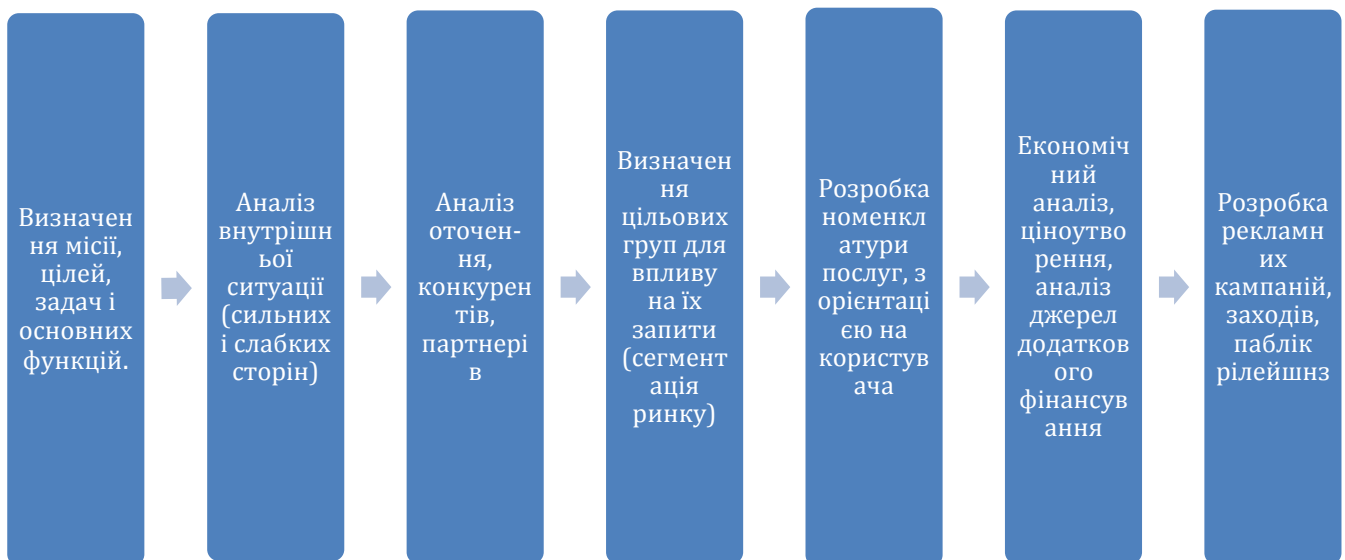 Визначен
ня місії,
цілей,
задач і
основних
функцій.
Аналіз
внутрішн
ьої
ситуації
(сильних
і слабких
сторін)
Аналіз
оточен-
ня,
конкурен
тів,
партнері
в
Визначен
ня
цільових
груп для
впливу
на їх
запити
(сегмент
ація
ринку)
Розробка
номенкл
атури
послуг, з
орієнтаці
єю на
користув
ача
Економіч
ний
аналіз,
ціноутво
рення,
аналіз
джерел
додатков
ого
фінансув
ання
Розробка
рекламн
их
кампаній,
заходів,
паблік
рілейшнз